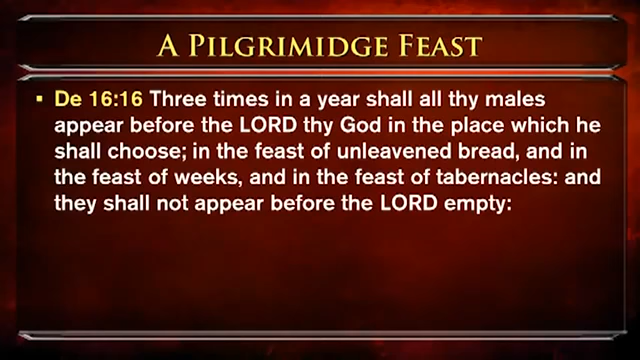 A PILGRIMIDGE FEAST
▪ De 16:16 Three times in a year shall all thy males
appear before the LORD thy God in the place which he
shall choose; in the feast of unleavened bread, and in
the feast of weeks, and in the feast of tabernacles: and
they shall not appear before the LORD empty: